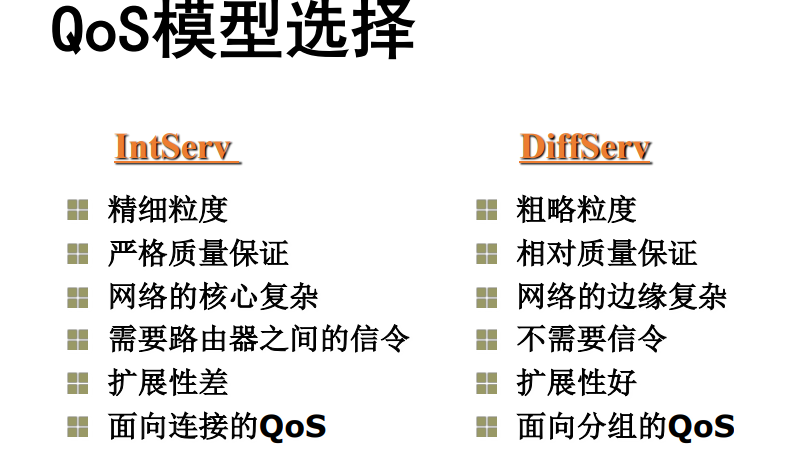 QoS模型选择
IntServ
精细粒度
严格质量保证
网络的核心复杂
需要路由器之间的信令
扩展性差
面向连接的QoS
DiffServ
粗略粒度
相对质量保证
网络的边缘复杂
不需要信令
扩展性好
面向分组的QoS